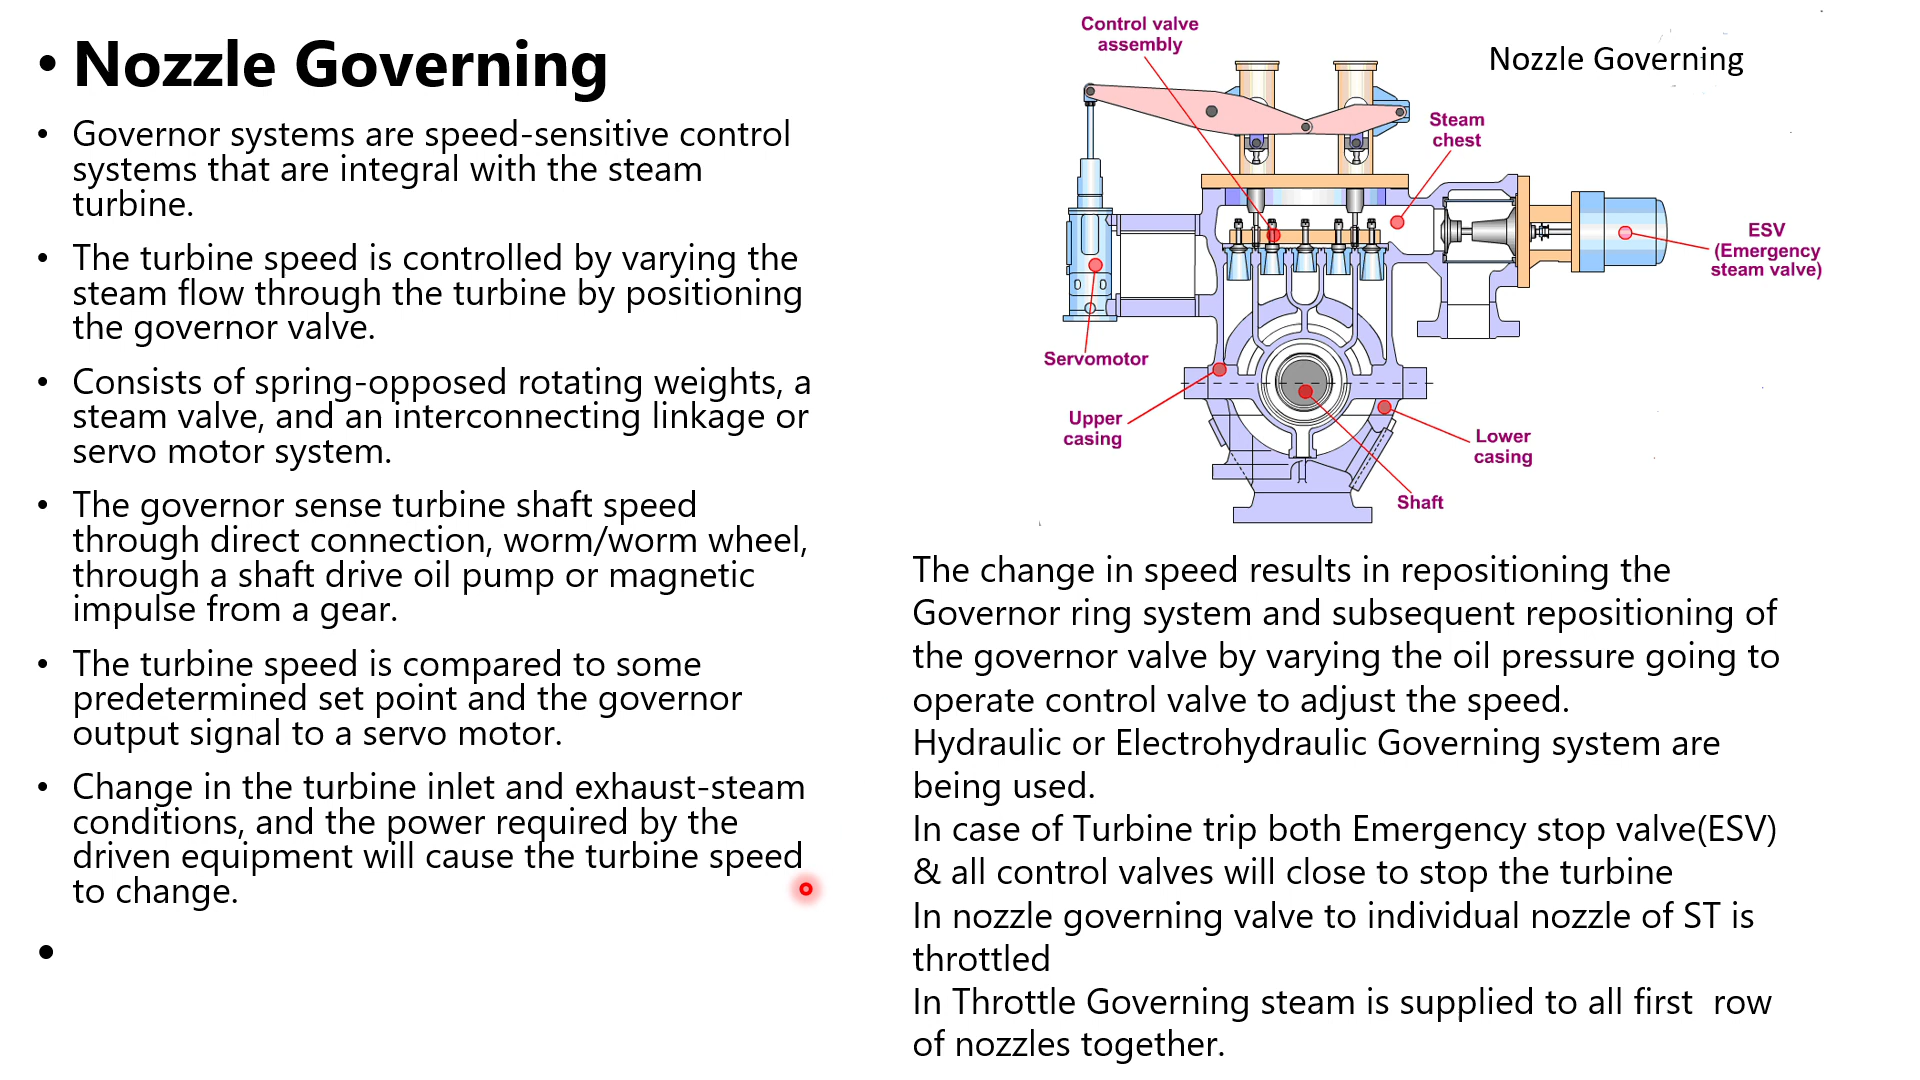 • Nozzle Governing
• Governor systems are speed-sensitive control
systems that are integral with the steam
turbine.
• The turbine speed is controlled by varying the
steam flow through the turbine by positioning
the governor valve.
• Consists of spring-opposed rotating weights, a
steam valve, and an interconnecting linkage or
servo motor system.
• The governor sense turbine shaft speed
through direct connection, worm/worm wheel,
through a shaft drive oil pump or magnetic
impulse from a gear.
• The turbine speed is compared to some
predetermined set point and the governor
output signal to a servo motor.
• Change in the turbine inlet and exhaust-steam
conditions, and the power required by the
driven equipment will cause the turbine speed
to change.
•
Nozzle Governing
Control valve
assembly
Steam
chest
ESV
(Emergency
steam valve)
Servomotor
Upper
casing
Lower
casing
Shaft
The change in speed results in repositioning the
Governor ring system and subsequent repositioning of
the governor valve by varying the oil pressure going to
operate control valve to adjust the speed.
Hydraulic or Electrohydraulic Governing system are
being used.
In case of Turbine trip both Emergency stop valve(ESV)
& all control valves will close to stop the turbine
In nozzle governing valve to individual nozzle of ST is
throttled
In Throttle Governing steam is supplied to all first  row
of nozzles together.